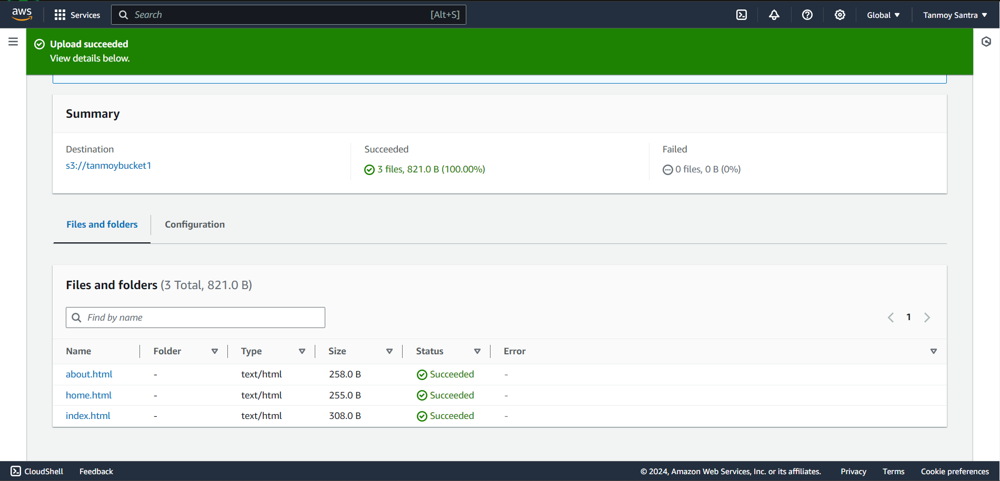 aws
Services
Search
[Alt+S]
Global
Tanmoy Santra
Upload succeeded
View details below.
Summary
Destination
s3://tanmoybucket1
Succeeded
3 files, 821.0 B (100.00%)
Failed
0 files, 0 B (0%)
Files and folders
Configuration
Files and folders (3 Total, 821.0 B)
Find by name
1
Name Folder Type Size Status Error
about.html - text/html 258.0 B Succeeded -
home.html - text/html 255.0 B Succeeded -
index.html - text/html 308.0 B Succeeded -
CloudShell Feedback © 2024, Amazon Web Services, Inc. or its affiliates. Privacy Terms Cookie preferences